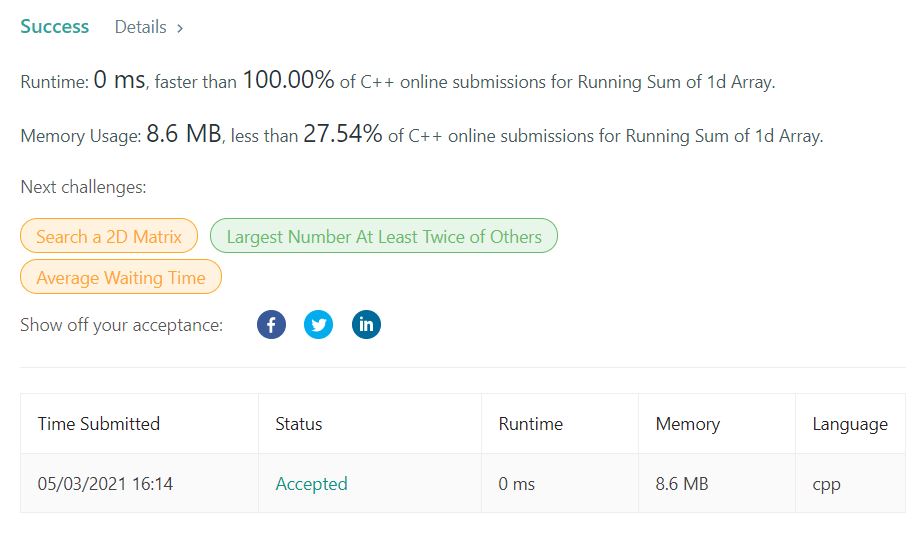 Success Details >
Runtime: 0 ms, faster than 100.00% of C++ online submissions for Running Sum of 1d Array.
Memory Usage: 8.6 MB, less than 27.54% of C++ online submissions for Running Sum of 1d Array.
Next challenges:
Search a 2D Matrix Largest Number At Least Twice of Others
Average Waiting Time
Show off your acceptance: f in
Time Submitted Status Runtime Memory Language
05/03/2021 16:14 Accepted 0 ms 8.6 MB cpp